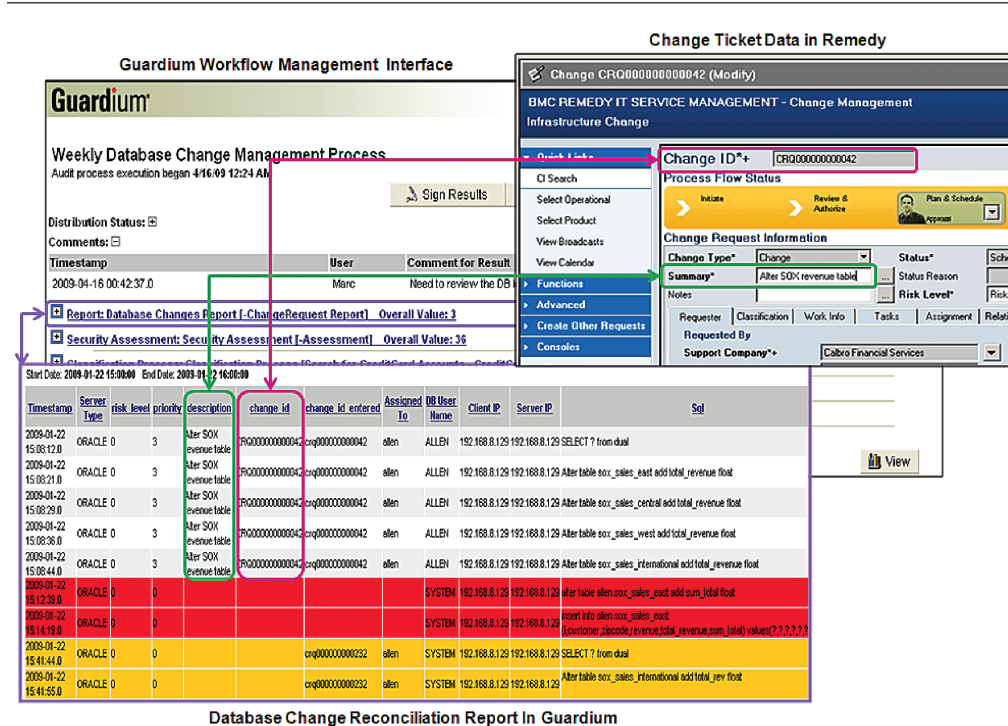 Change Ticket Data in Remedy
Guardium Workflow Management Interface
Guardium
Weekly Database Change Management Process
Audit process execution began 4/16/09 12:24 AM
Sign Results
Distribution Status:
Comments:
Timestamp User Comment for Result
2009-04-16 00:42:37.0 Marc Need to review the DB
Report: Database Changes Report [-ChangeRequest Report] Overall Value: 3
Security Assessment: Security Assessment [-Assessment] Overall Value: 36
View
Change CRQ000000000042 (Modify)
BMC REMEDY IT SERVICE MANAGEMENT - Change Management
Infrastructure Change
Quick Links
CI Search
Select Operational
Select Product
View Broadcasts
View Calendar
Functions
Advanced
Create Other Requests
Consoles
Change ID*+ CRQ000000000042
Process Flow Status
Initiate Review & Authorize Plan & Schedule
Approval
Change Request Information
Change Type* Change Status* Sche
Summary* Alter SOX revenue table ... Status Reason
Notes ... Risk Level* Risk
Requester Classification Work Info Tasks Assignment Relati
Requested By
Support Company*+ Calbro Financial Services
Start Date: 2009-01-22 15:00:00 End Date: 2009-01-22 16:00:00
Timestamp Server Type risk_level priority description change_id change_id_entered Assigned To DB User Name Client IP Server IP Sql
2009-01-22 15:08:12.0 ORACLE 0 3 Alter SOX revenue table CRQ000000000042 crq000000000042 allen ALLEN 192.168.8.129 192.168.8.129 SELECT ? from dual
2009-01-22 15:08:21.0 ORACLE 0 3 Alter SOX revenue table CRQ000000000042 crq000000000042 allen ALLEN 192.168.8.129 192.168.8.129 Alter table sox_sales_east add total_revenue float
2009-01-22 15:08:29.0 ORACLE 0 3 Alter SOX revenue table CRQ000000000042 crq000000000042 allen ALLEN 192.168.8.129 192.168.8.129 Alter table sox_sales_central add total_revenue float
2009-01-22 15:08:36.0 ORACLE 0 3 Alter SOX revenue table CRQ000000000042 crq000000000042 allen ALLEN 192.168.8.129 192.168.8.129 Alter table sox_sales_west add total_revenue float
2009-01-22 15:08:44.0 ORACLE 0 3 Alter SOX revenue table CRQ000000000042 crq000000000042 allen ALLEN 192.168.8.129 192.168.8.129 Alter table sox_sales_international add total_revenue float
2009-01-22 15:12:39.0 ORACLE 0 0 SYSTEM 192.168.8.129 192.168.8.129 alter table allen.sox_sales_east add sum_total float
2009-01-22 15:14:19.0 ORACLE 0 0 SYSTEM 192.168.8.129 192.168.8.129 insert into allen.sox_sales_east (i,customer,zipcode,revenue,total_revenue,sum_total) values(?,?,?,?,?,?
2009-01-22 15:41:44.0 ORACLE 0 0 crq000000000232 allen SYSTEM 192.168.8.129 192.168.8.129 SELECT ? from dual
2009-01-22 15:41:55.0 ORACLE 0 0 crq000000000232 allen SYSTEM 192.168.8.129 192.168.8.129 Alter table sox_sales_international add total_rev float
Database Change Reconciliation Report In Guardium